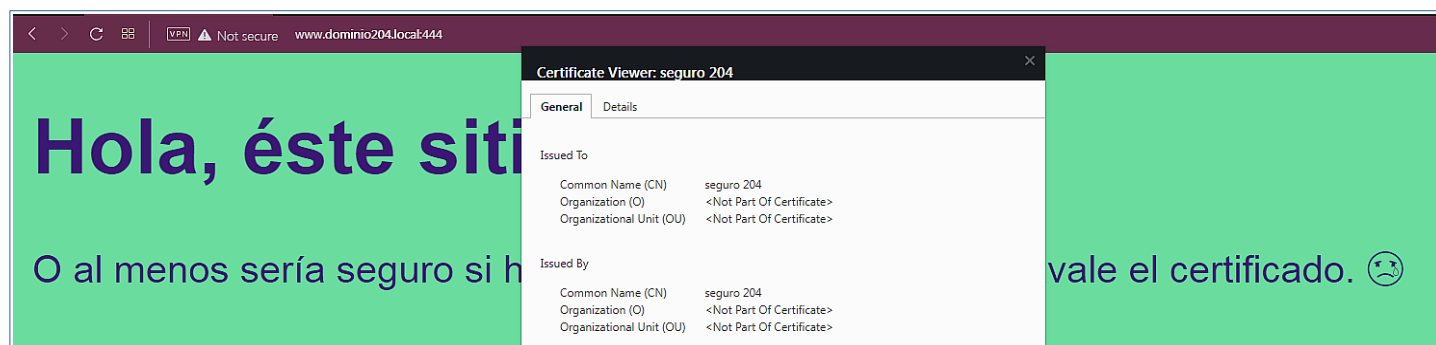 VPN Not secure www.dominio204.local:444
Certificate Viewer: seguro 204
General Details
Hola, éste siti
Issued To
Common Name (CN) seguro 204
Organization (O) <Not Part Of Certificate>
Organizational Unit (OU) <Not Part Of Certificate>
O al menos sería seguro si h vale el certificado.
Issued By
Common Name (CN) seguro 204
Organization (O) <Not Part Of Certificate>
Organizational Unit (OU) <Not Part Of Certificate>